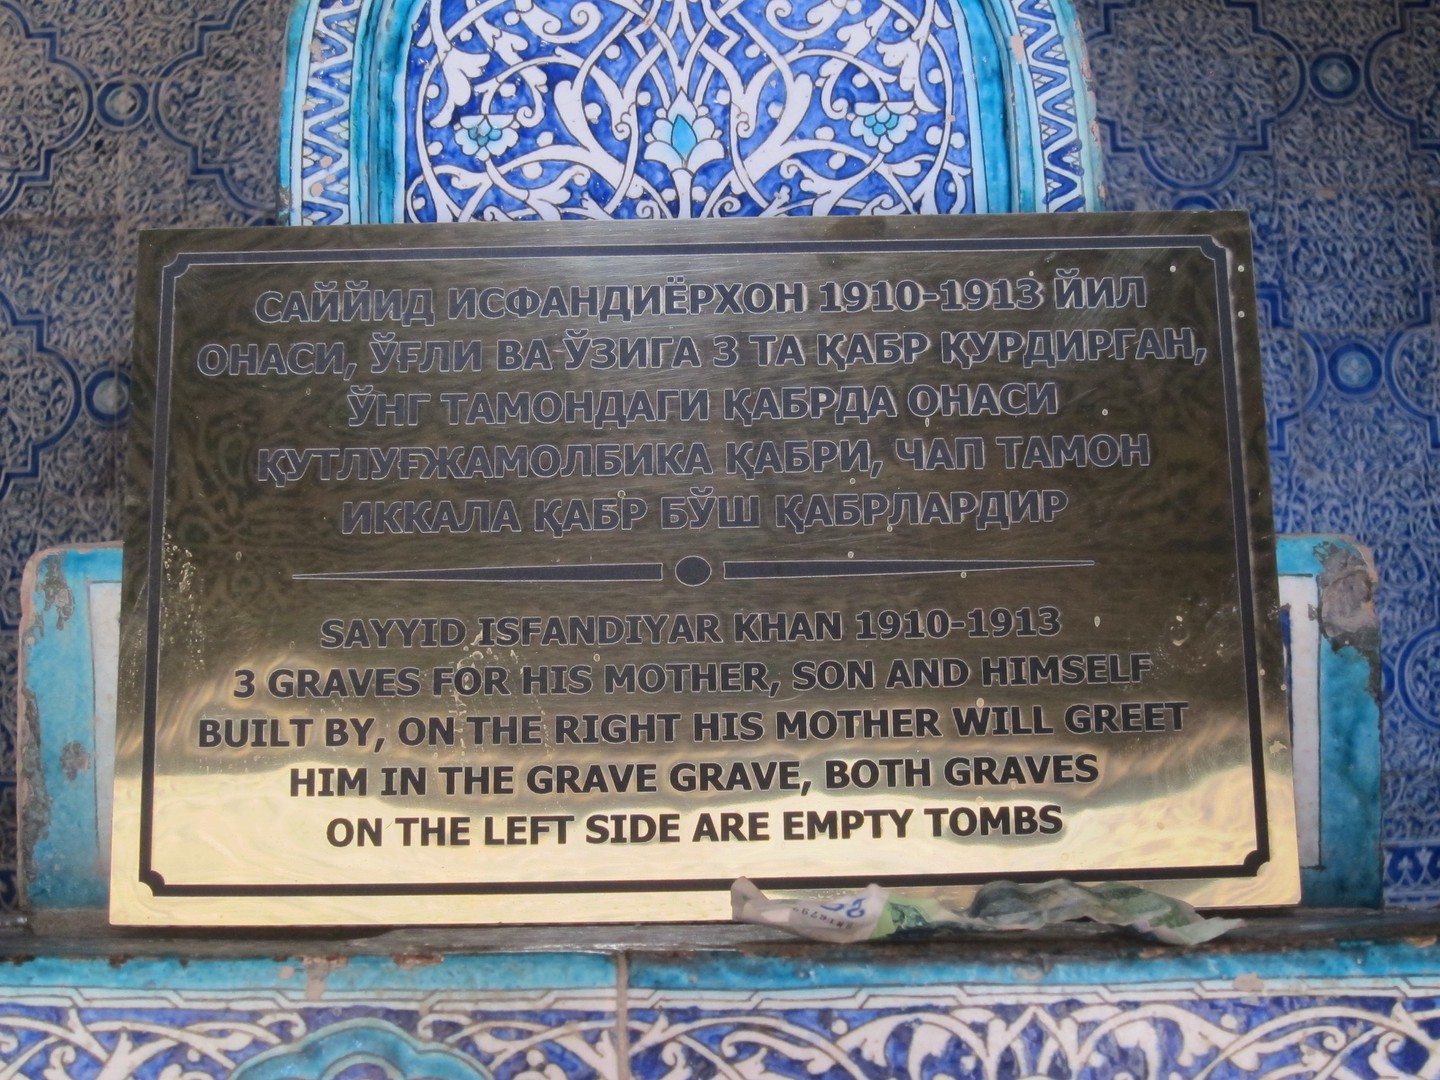 САЙЙИД ИСФАНДИЁРХОН 1910-1913 ЙИЛ
ОНАСИ, ЎҒЛИ ВА ЎЗИГА 3 ТА ҚАБР ҚУРДИРГАН,
ЎНГ ТАМОНДАГИ ҚАБРДА ОНАСИ
ҚУТЛУҒЖАМОЛБИКА ҚАБРИ, ЧАП ТАМОН
ИККАЛА ҚАБР БЎШ ҚАБРЛАРДИР
SAYYID ISFANDIYAR KHAN 1910-1913
3 GRAVES FOR HIS MOTHER, SON AND HIMSELF
BUILT BY, ON THE RIGHT HIS MOTHER WILL GREET
HIM IN THE GRAVE GRAVE, BOTH GRAVES
ON THE LEFT SIDE ARE EMPTY TOMBS